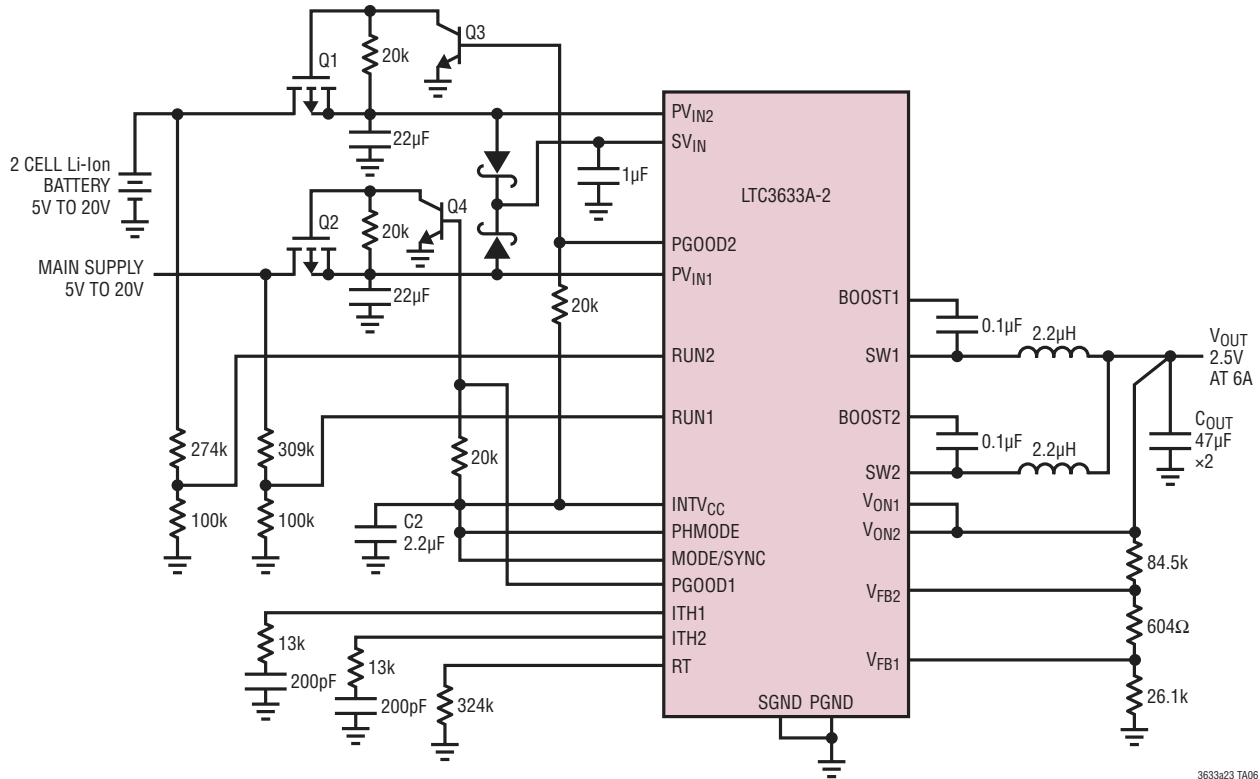 Q3
20k
Q1
PVIN2
22µF
SVIN
2 CELL Li-Ion
BATTERY
5V TO 20V
1µF
LTC3633A-2
Q4
Q2
20k
PGOOD2
MAIN SUPPLY
5V TO 20V
PVIN1
22µF
20k
BOOST1
0.1µF
2.2µH
VOUT
2.5V
AT 6A
RUN2
SW1
RUN1
BOOST2
COUT
47µF
×2
274k
309k
20k
0.1µF
2.2µH
SW2
100k
100k
C2
2.2µF
INTVCC
VON1
PHMODE
VON2
MODE/SYNC
84.5k
PGOOD1
VFB2
ITH1
604Ω
13k
ITH2
13k
RT
VFB1
200pF
26.1k
200pF
324k
SGND PGND
3633a23 TA06